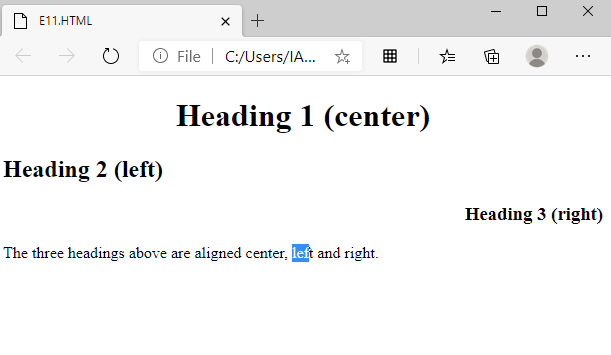 E11.HTML
File C:/Users/IA...
Heading 1 (center)
Heading 2 (left)
Heading 3 (right)
The three headings above are aligned center, left and right.